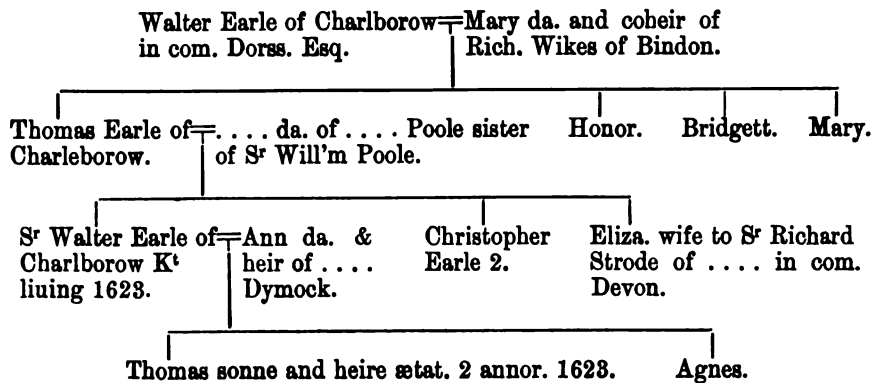 Walter Earle of Charlborow Mary da. and coheir of
in com. Dorss. Esq. Rich. Wikes of Bindon.
Thomas Earle of . . . . da. of . . . . Poole sister Honor. Bridgett. Mary.
Charleborow. of Sʳ Will'm Poole.
Sʳ Walter Earle of Ann da. & Christopher Eliza. wife to Sʳ Richard
Charlborow Kᵗ heir of . . . . Earle 2. Strode of . . . . in com.
liuing 1623. Dymock. Devon.
Thomas sonne and heire ætat. 2 annor. 1623. Agnes.